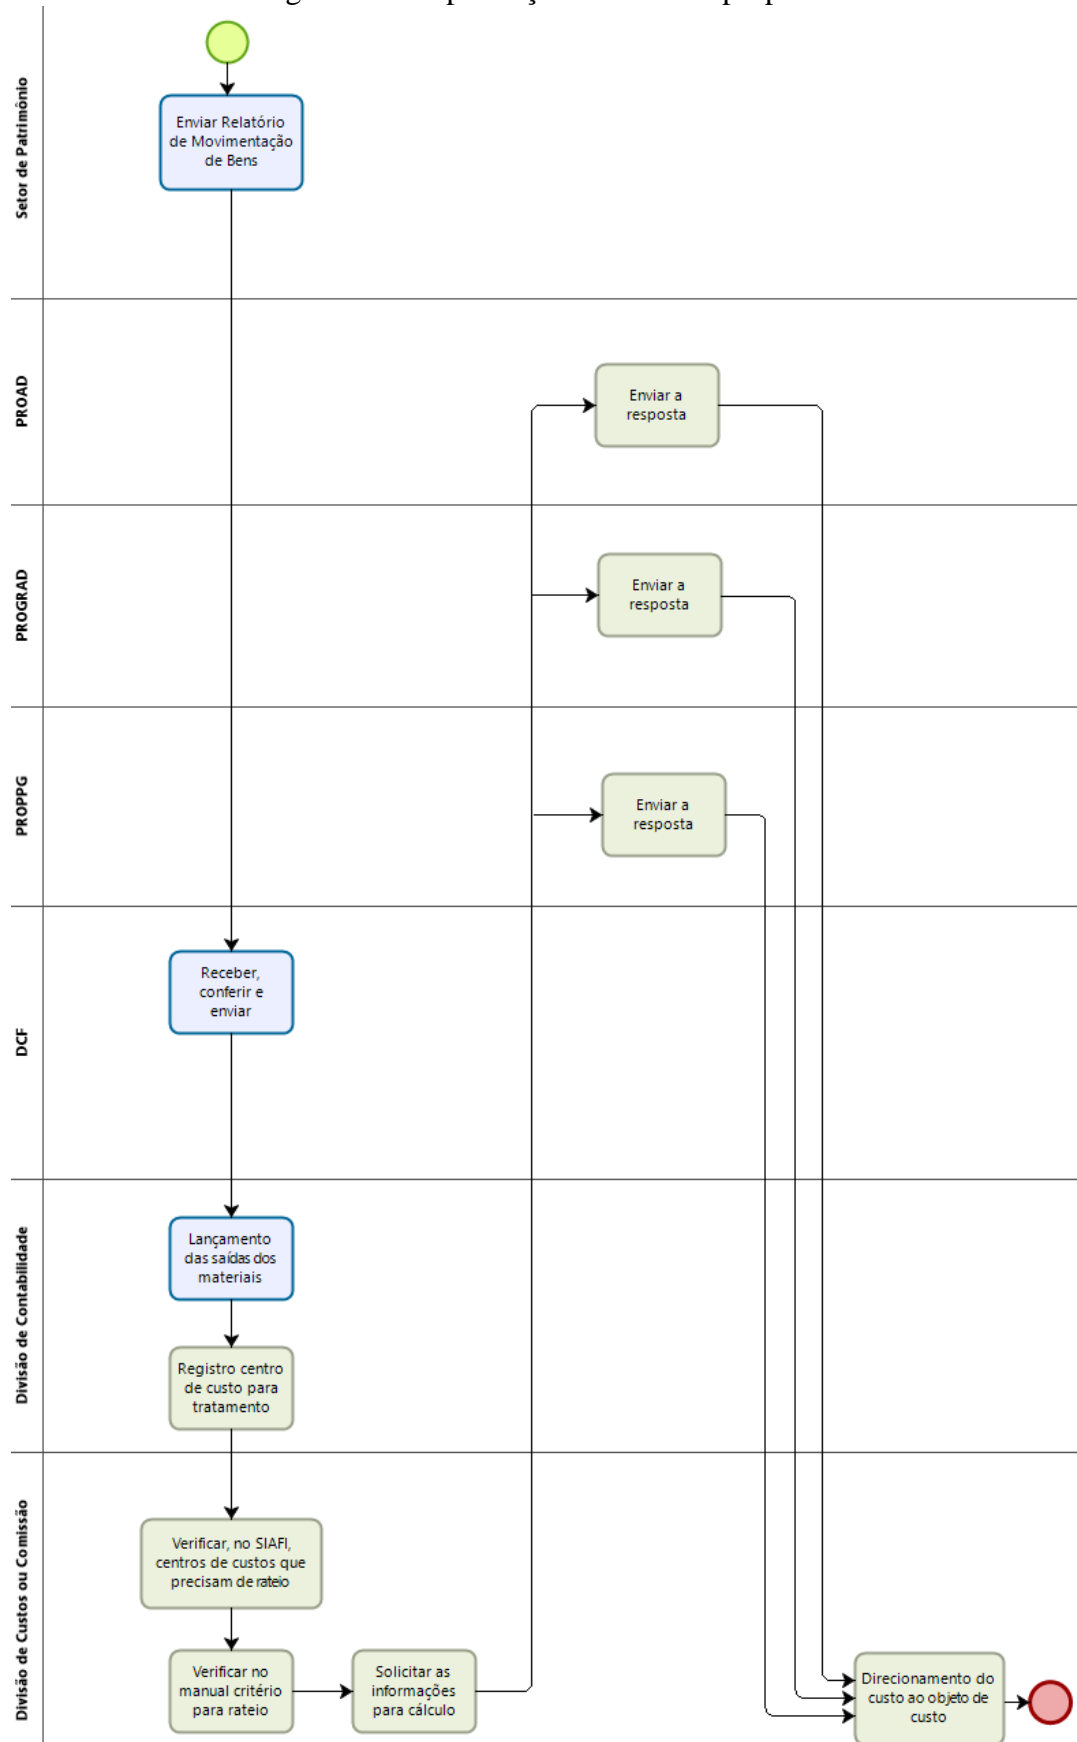 Setor de Patrimônio
Enviar Relatório
de Movimentação
de Bens
PROAD
Enviar a
resposta
PROGRAD
Enviar a
resposta
PROPPG
Enviar a
resposta
DCF
Receber,
conferir e
enviar
Divisão de Contabilidade
Lançamento
das saídas dos
materiais
Registro centro
de custo para
tratamento
Divisão de Custos ou Comissão
Verificar, no SIAFI,
centros de custos que
precisam de rateio
Verificar no
manual critério
para rateio
Solicitar as
informações
para cálculo
Direcionamento do
custo ao objeto de
custo